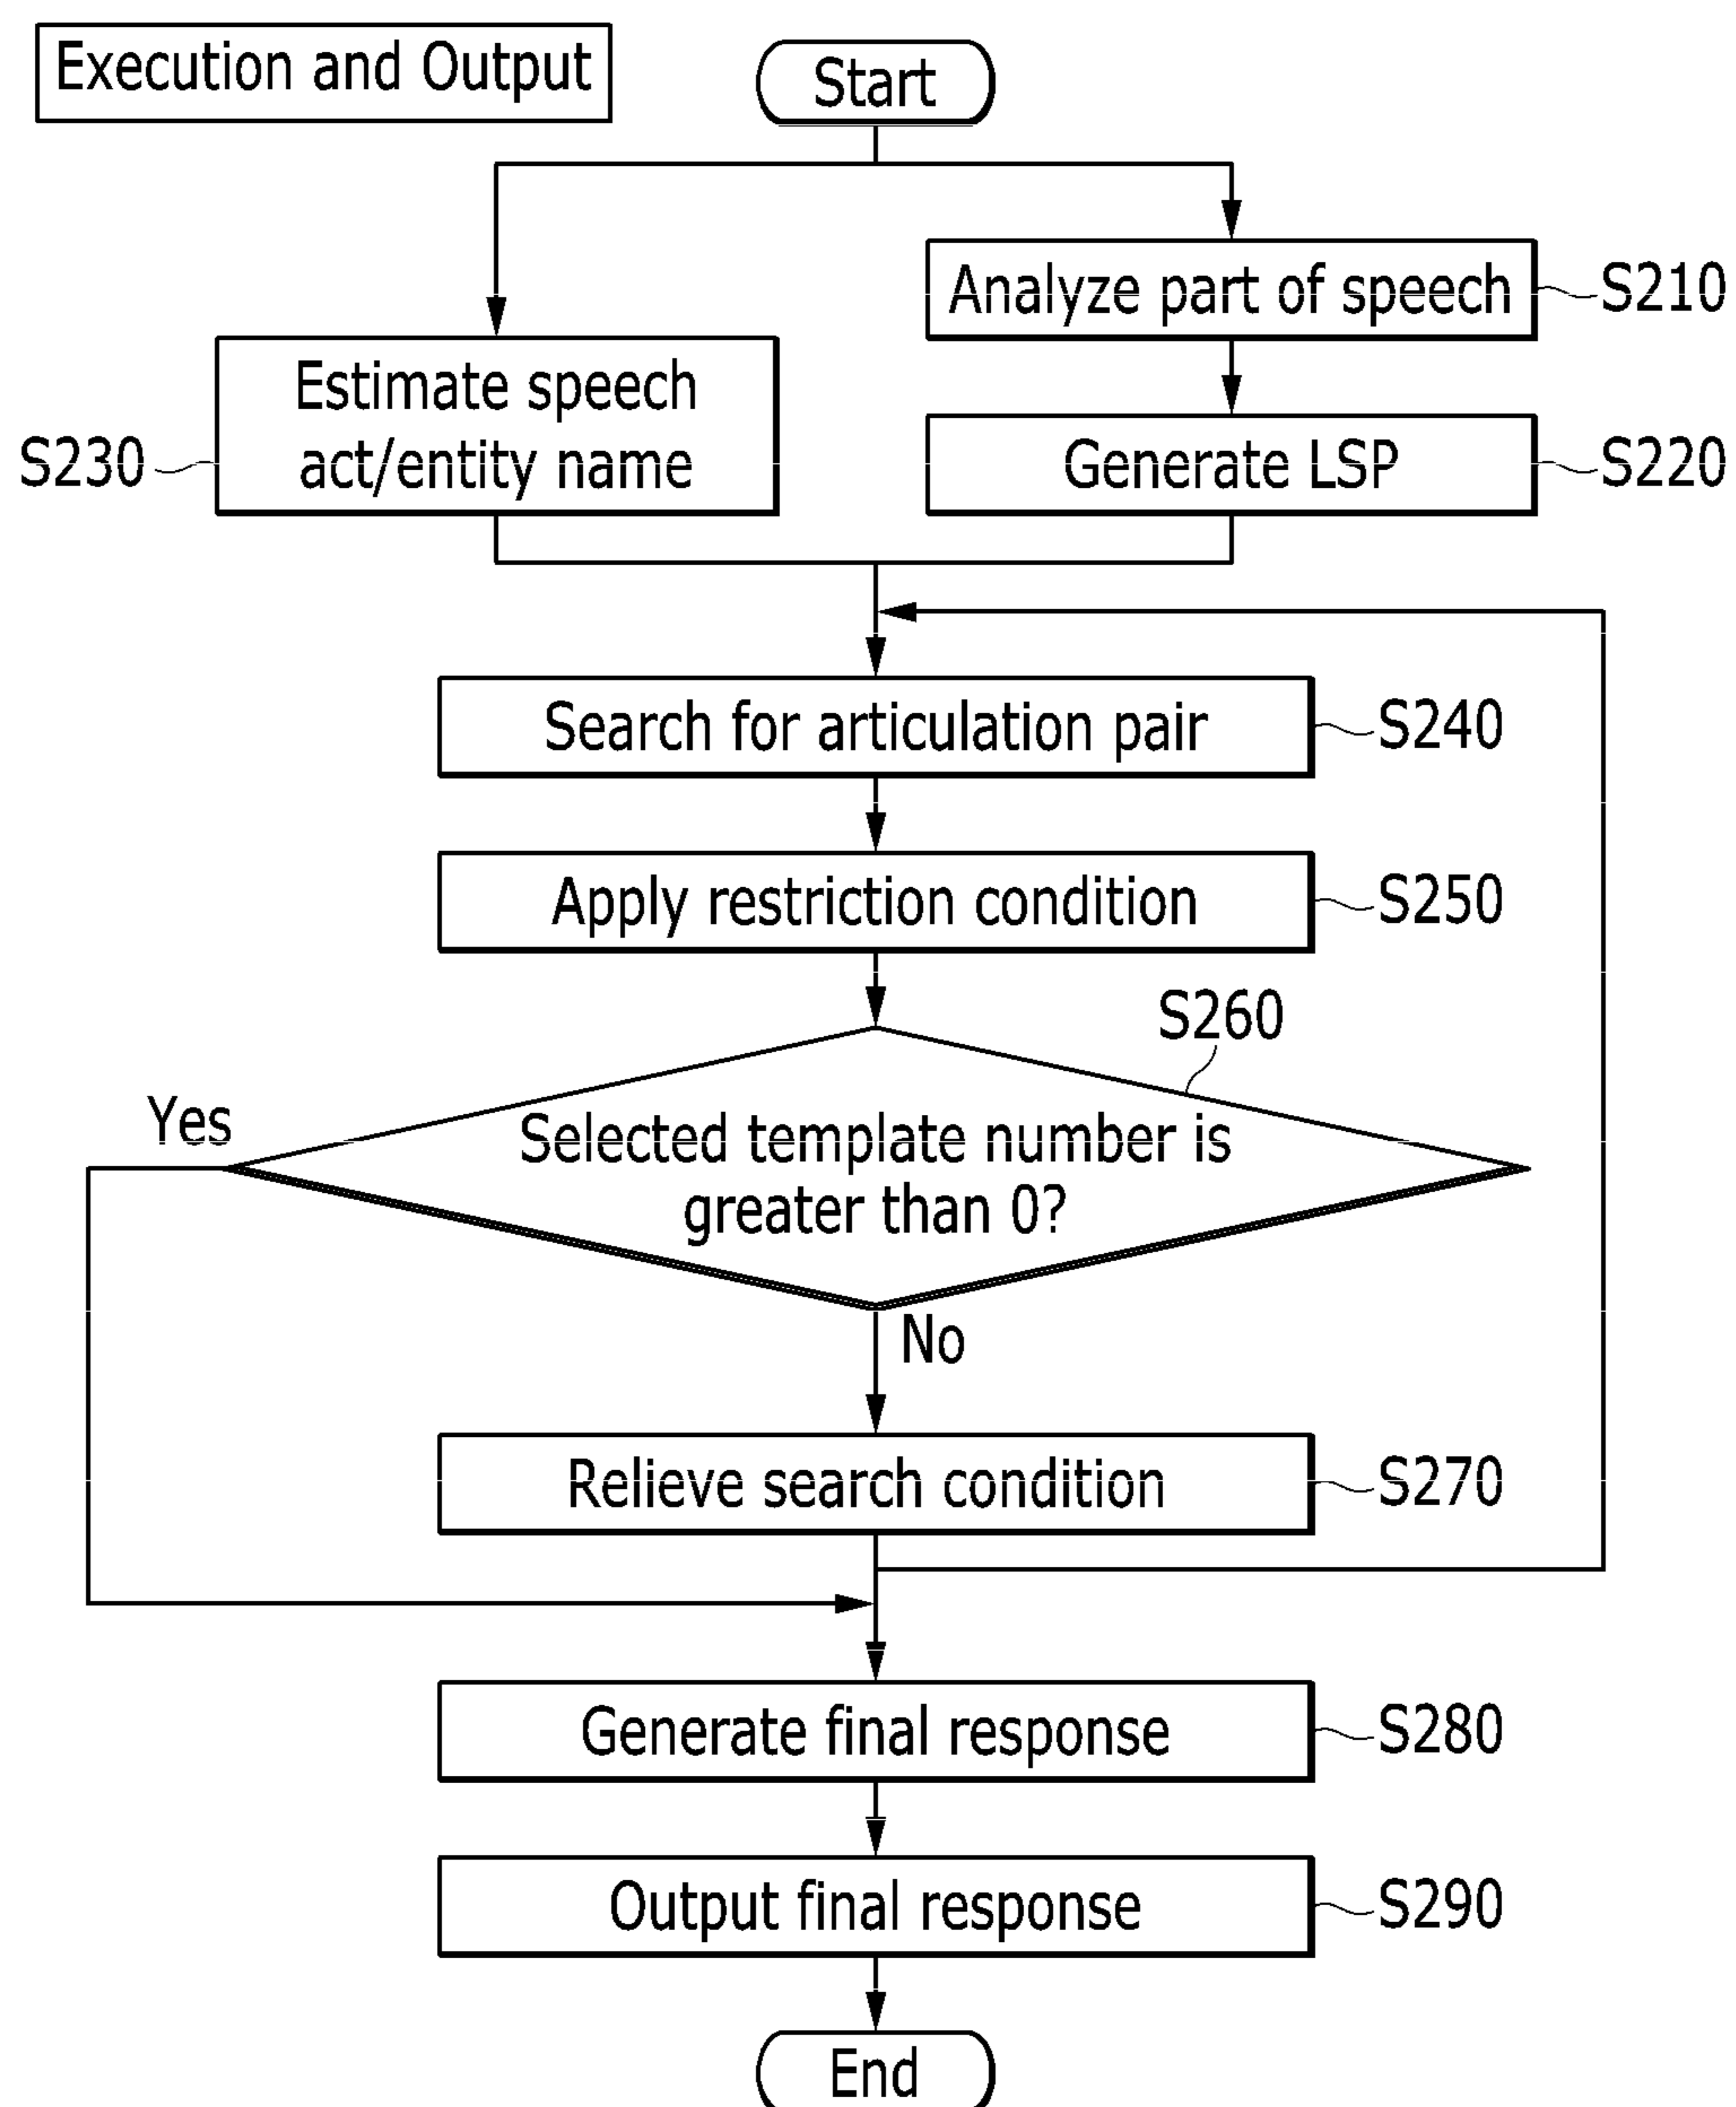 Execution and Output
Start
Analyze part of speech
S210
Estimate speech
act/entity name
S230
Generate LSP
S220
Search for articulation pair
S240
Apply restriction condition
S250
S260
Yes
Selected template number is
greater than 0?
No
Relieve search condition
S270
Generate final response
S280
Output final response
S290
End